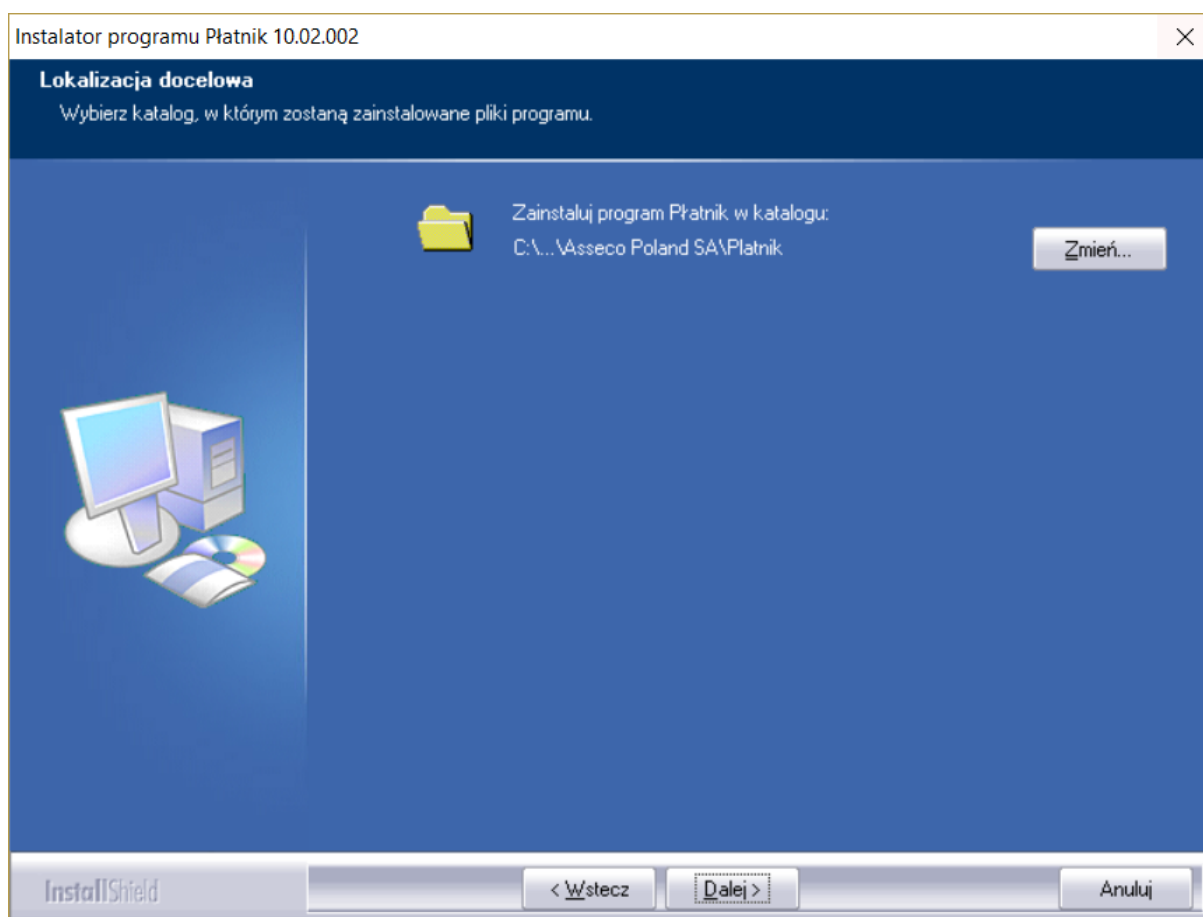 Instalator programu Płatnik 10.02.002
Lokalizacja docelowa
Wybierz katalog, w którym zostaną zainstalowane pliki programu.
Zainstaluj program Płatnik w katalogu:
C:\...\Asseco Poland SA\Platnik
Zmień...
InstallShield
< Wstecz
Dalej >
Anuluj